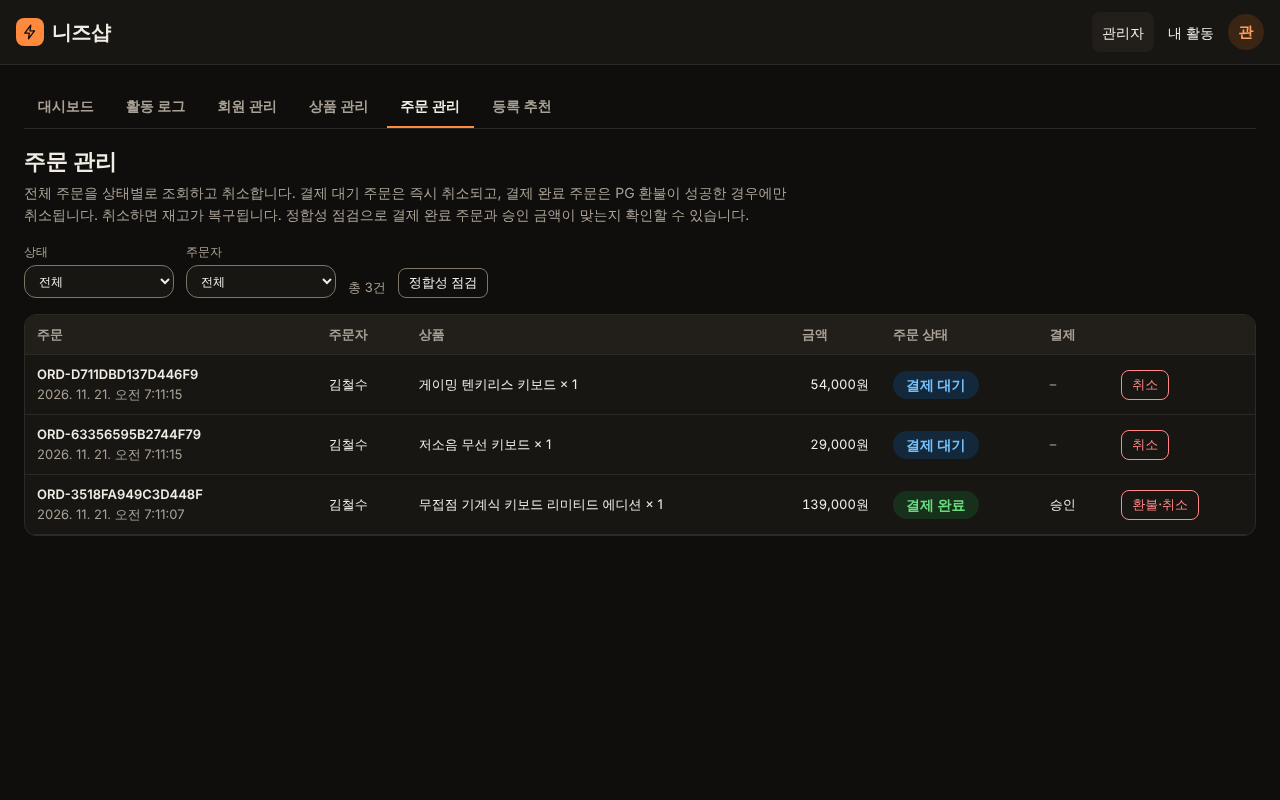 니즈샵
관리자 내 활동 관
대시보드 활동 로그 회원 관리 상품 관리 주문 관리 등록 추천
주문 관리
전체 주문을 상태별로 조회하고 취소합니다. 결제 대기 주문은 즉시 취소되고, 결제 완료 주문은 PG 환불이 성공한 경우에만
취소됩니다. 취소하면 재고가 복구됩니다. 정합성 점검으로 결제 완료 주문과 승인 금액이 맞는지 확인할 수 있습니다.
상태 주문자
전체 전체 총 3건 정합성 점검
주문 주문자 상품 금액 주문 상태 결제
ORD-D711DBD137D446F9
2026. 11. 21. 오전 7:11:15
김철수 게이밍 텐키리스 키보드 × 1 54,000원 결제 대기 – 취소
ORD-63356595B2744F79
2026. 11. 21. 오전 7:11:15
김철수 저소음 무선 키보드 × 1 29,000원 결제 대기 – 취소
ORD-3518FA949C3D448F
2026. 11. 21. 오전 7:11:07
김철수 무접점 기계식 키보드 리미티드 에디션 × 1 139,000원 결제 완료 승인 환불·취소